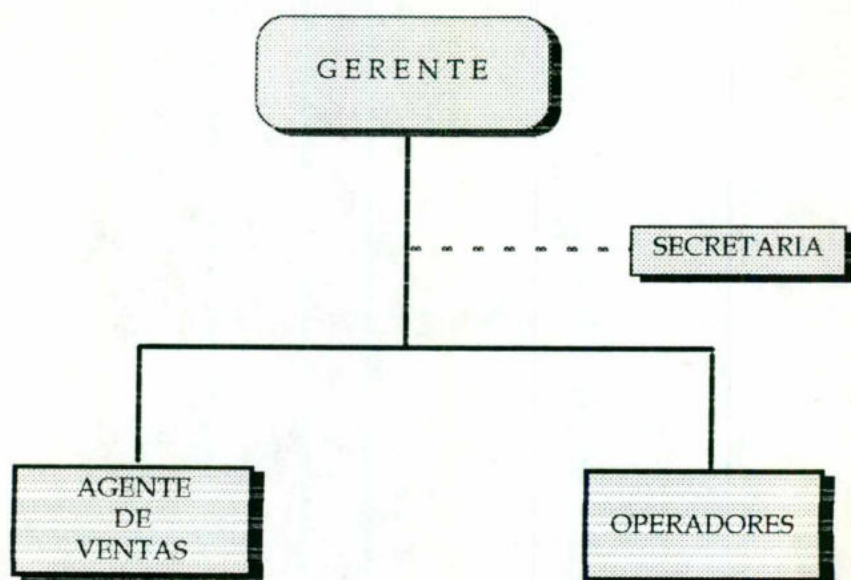 GERENTE
SECRETARIA
AGENTE
DE
VENTAS
OPERADORES